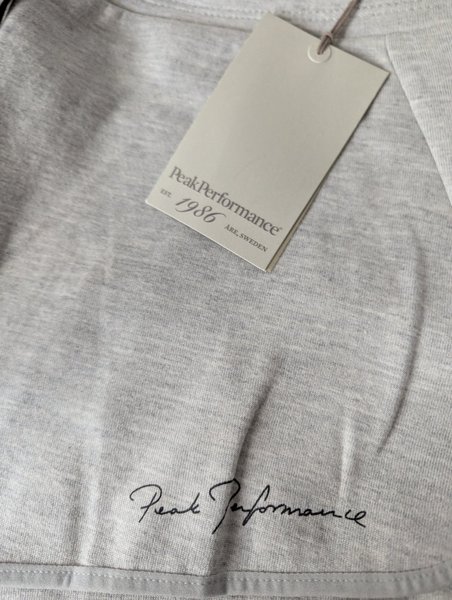 PeakPerformance®
EST. 1986 ÅRE, SWEDEN
Peak Performance